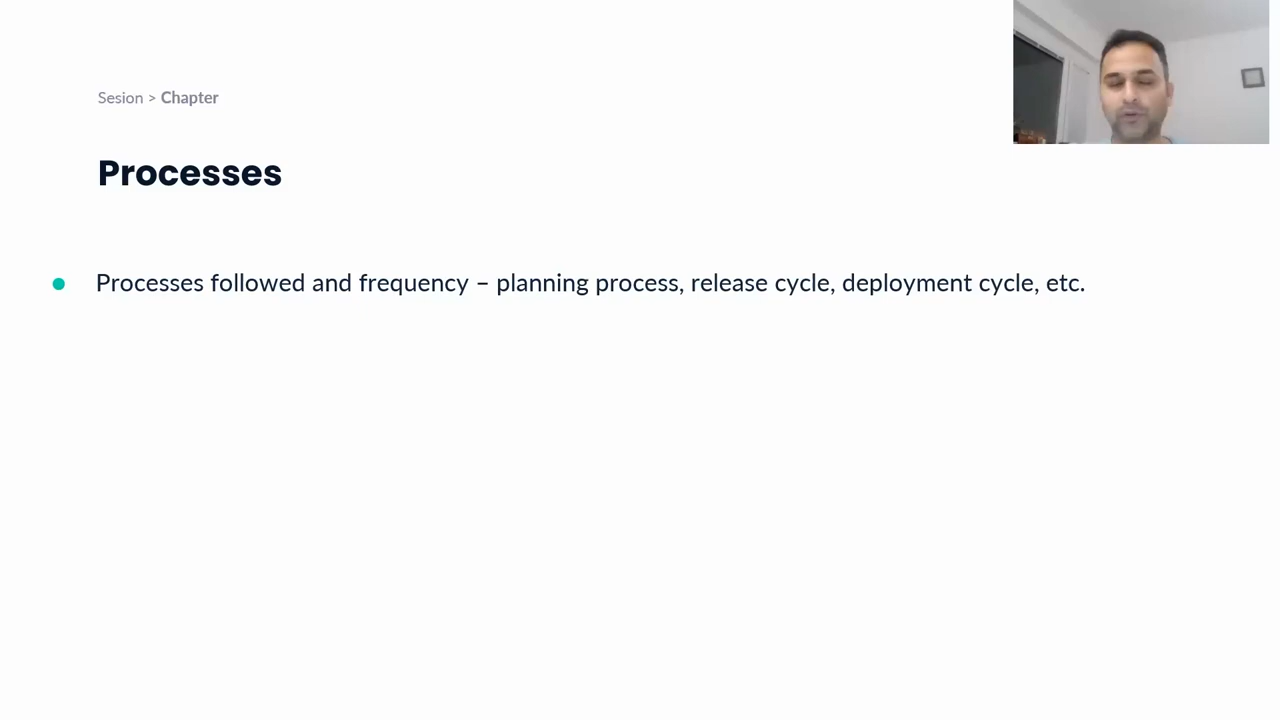 Sesion > Chapter
Processes
Processes followed and frequency – planning process, release cycle, deployment cycle, etc.